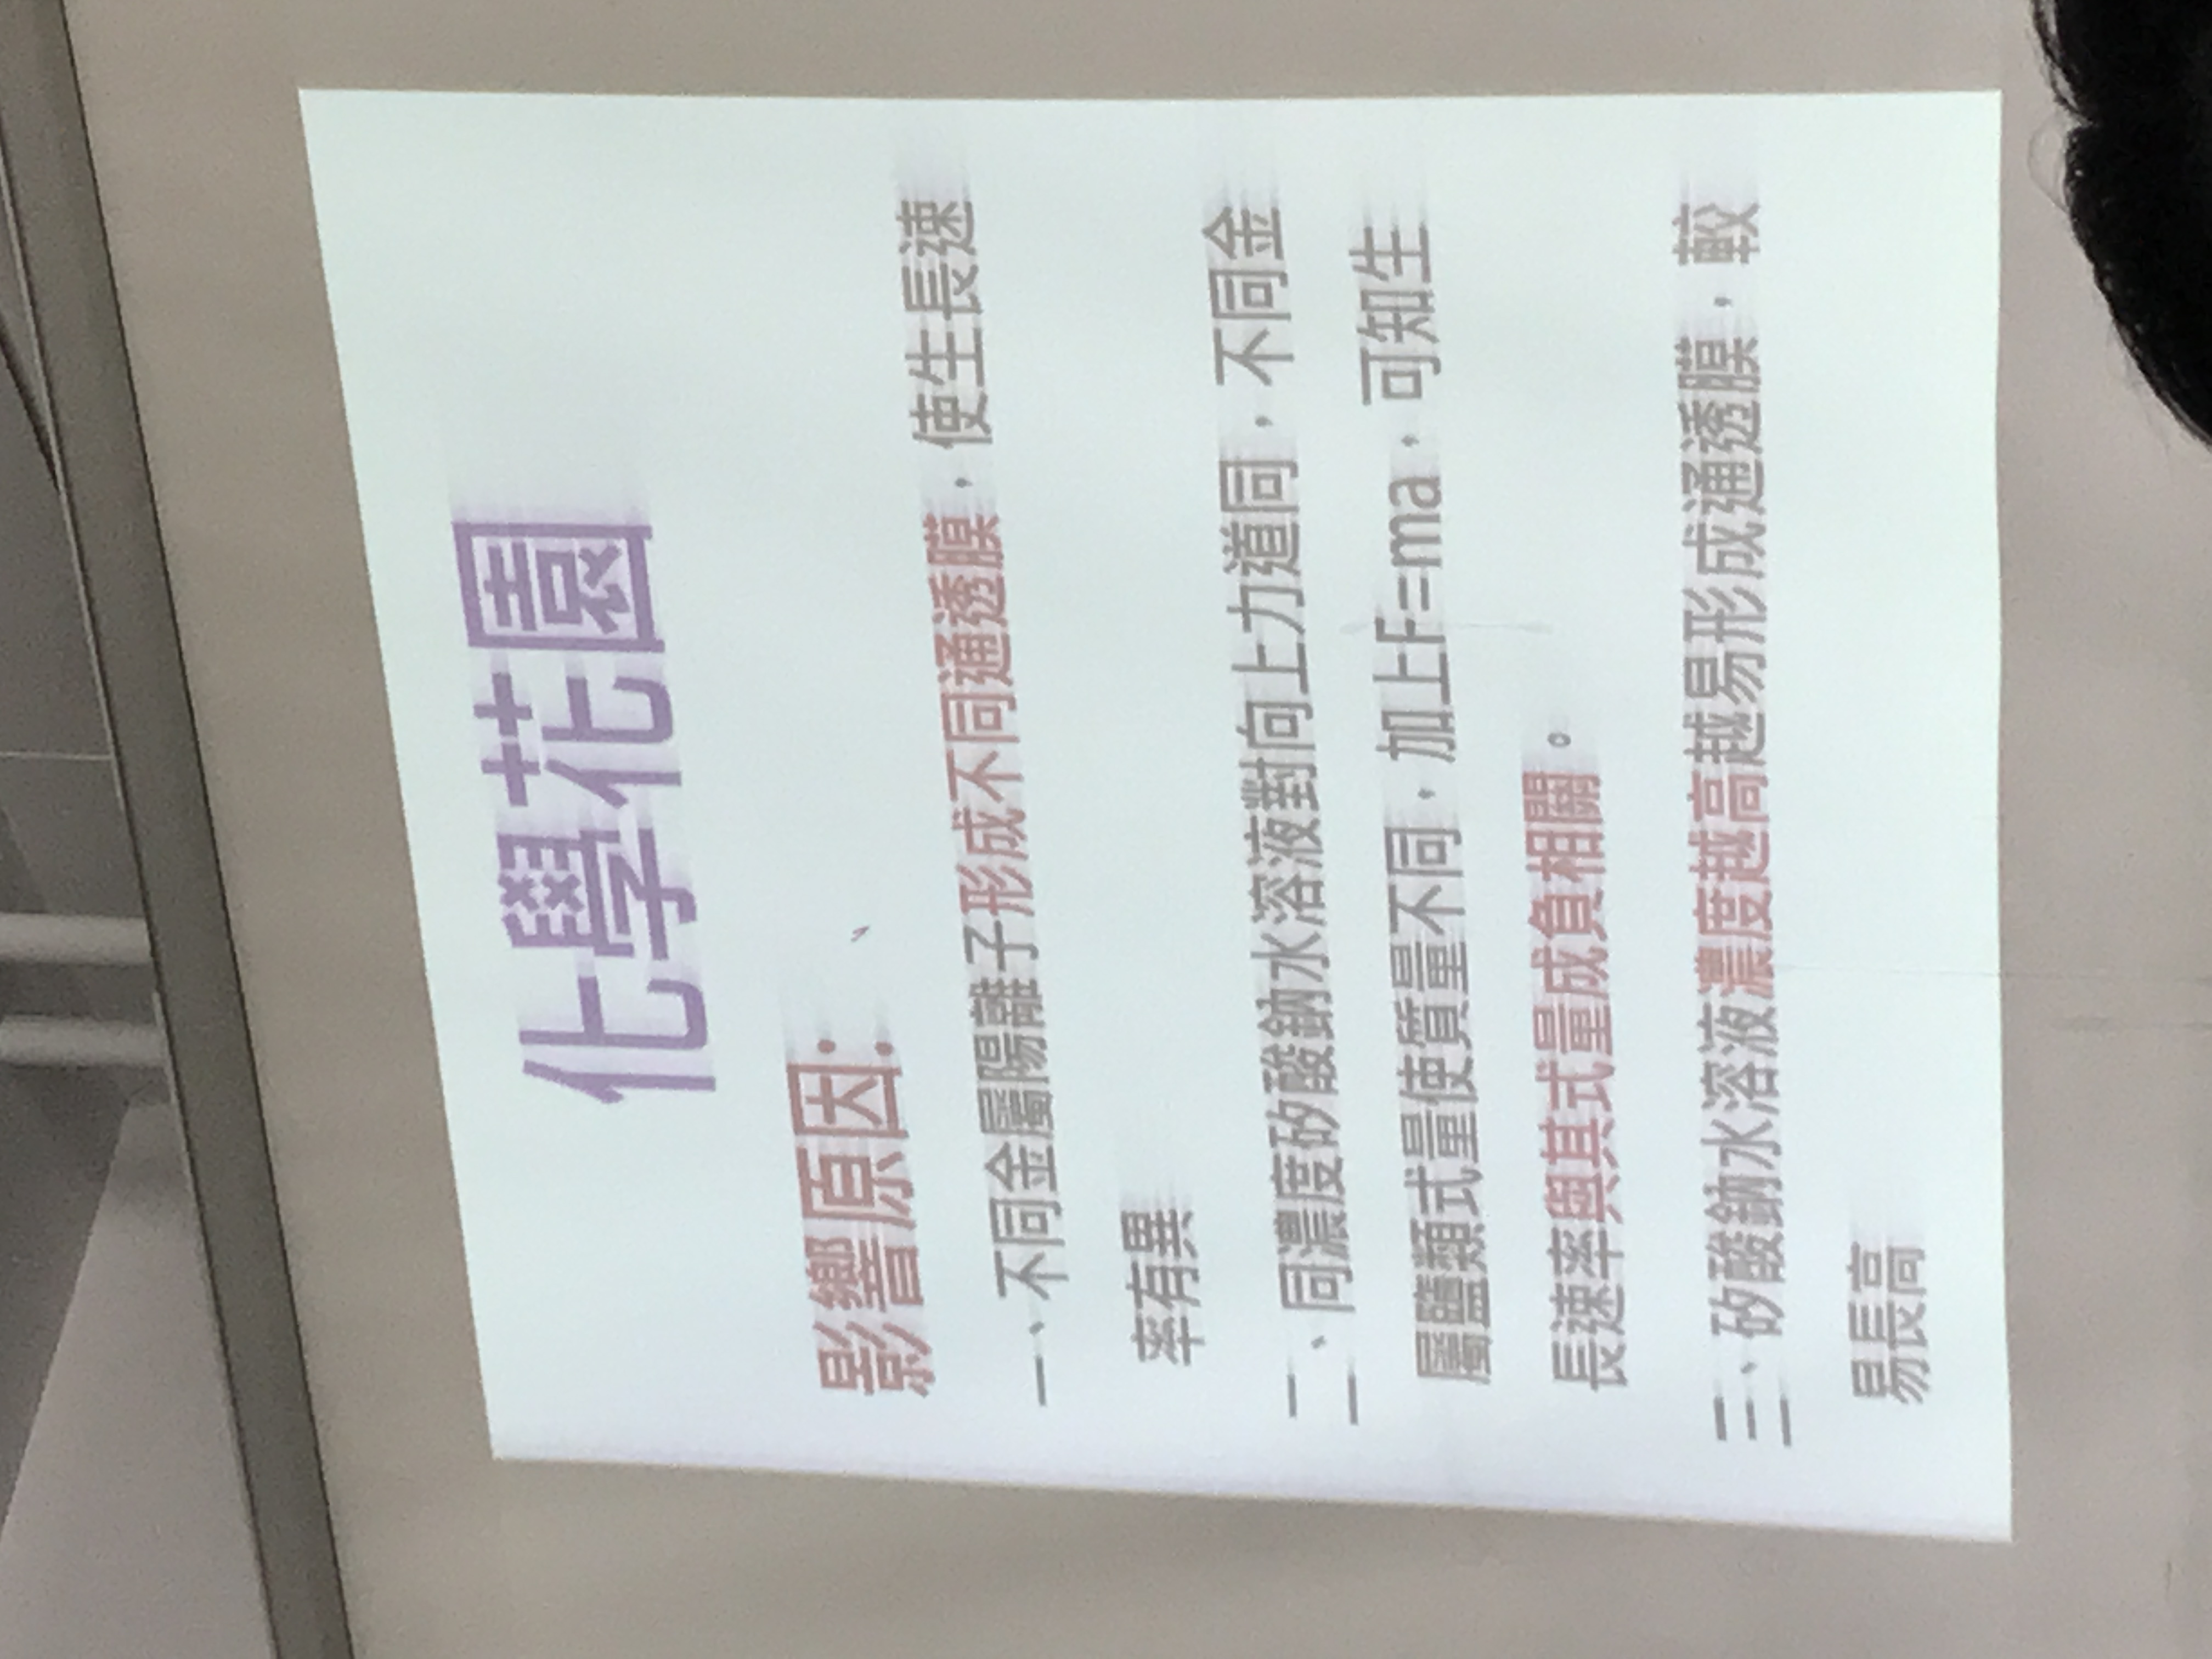 化學花園
影響原因:
一、不同金屬陽離子形成不同通透膜，使生長速
率有異
二、同濃度矽酸鈉水溶液對向上力道同，不同金
屬鹽類式量使質量不同，加上F=ma，可知生
長速率與其式量成負相關。
三、矽酸鈉水溶液濃度越高越易形成通透膜，較
易長高